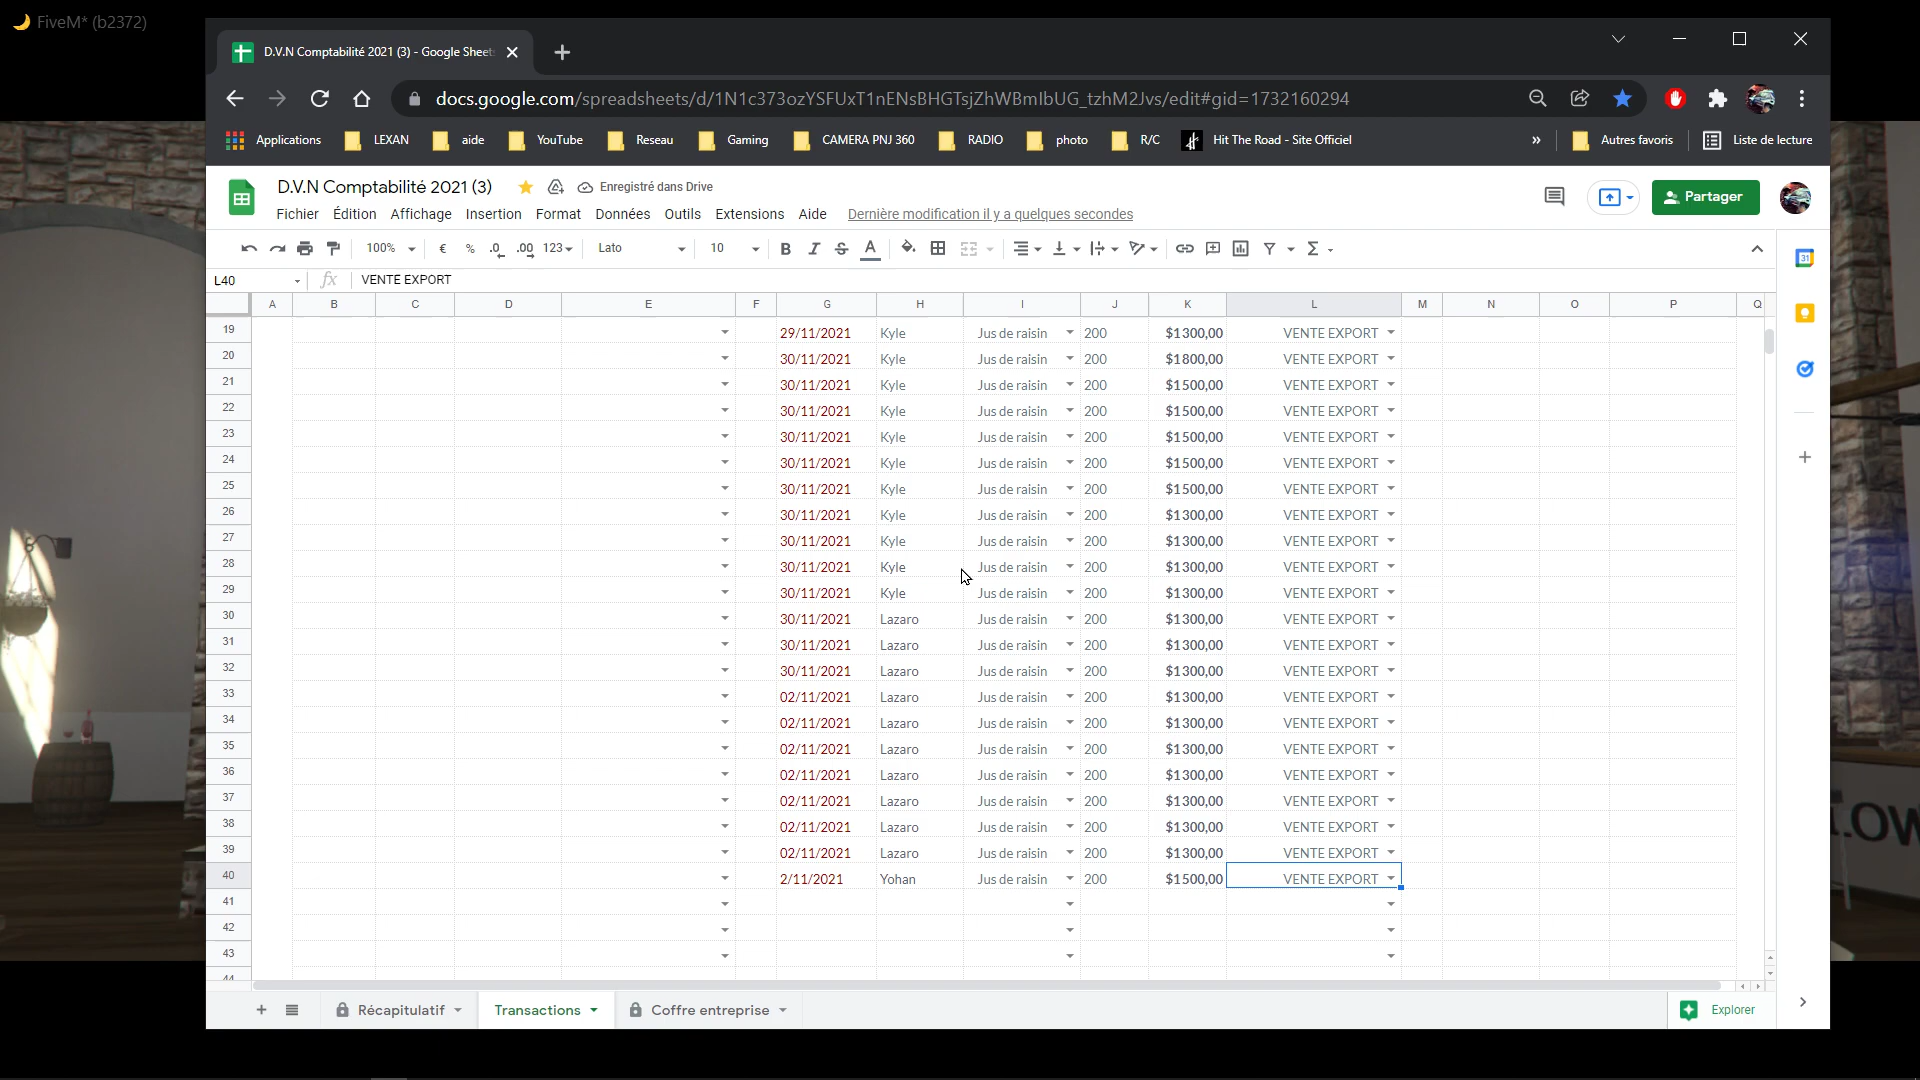 FiveM* (b2372)
D.V.N Comptabilité 2021 (3) - Google Sheet
docs.google.com/spreadsheets/d/1N1c373ozYSFUxT1nENsBHGTsjZhWBmIbUG_tzhM2Jvs/edit#gid=1732160294
Applications LEXAN aide YouTube Reseau Gaming CAMERA PNJ 360 RADIO photo R/C Hit The Road - Site Officiel » Autres favoris Liste de lecture
D.V.N Comptabilité 2021 (3) Enregistré dans Drive
Partager
Fichier Édition Affichage Insertion Format Données Outils Extensions Aide Dernière modification il y a quelques secondes
100% € % .0 .00 123 Lato 10 B I S A Σ
31
L40 fx VENTE EXPORT
A B C D E F G H I J K L M N O P Q
19 29/11/2021 Kyle Jus de raisin 200 $1300,00 VENTE EXPORT
20 30/11/2021 Kyle Jus de raisin 200 $1800,00 VENTE EXPORT
21 30/11/2021 Kyle Jus de raisin 200 $1500,00 VENTE EXPORT
22 30/11/2021 Kyle Jus de raisin 200 $1500,00 VENTE EXPORT
23 30/11/2021 Kyle Jus de raisin 200 $1500,00 VENTE EXPORT
24 30/11/2021 Kyle Jus de raisin 200 $1500,00 VENTE EXPORT
25 30/11/2021 Kyle Jus de raisin 200 $1500,00 VENTE EXPORT
26 30/11/2021 Kyle Jus de raisin 200 $1300,00 VENTE EXPORT
27 30/11/2021 Kyle Jus de raisin 200 $1300,00 VENTE EXPORT
28 30/11/2021 Kyle Jus de raisin 200 $1300,00 VENTE EXPORT
29 30/11/2021 Kyle Jus de raisin 200 $1300,00 VENTE EXPORT
30 30/11/2021 Lazaro Jus de raisin 200 $1300,00 VENTE EXPORT
31 30/11/2021 Lazaro Jus de raisin 200 $1300,00 VENTE EXPORT
32 30/11/2021 Lazaro Jus de raisin 200 $1300,00 VENTE EXPORT
33 02/11/2021 Lazaro Jus de raisin 200 $1300,00 VENTE EXPORT
34 02/11/2021 Lazaro Jus de raisin 200 $1300,00 VENTE EXPORT
35 02/11/2021 Lazaro Jus de raisin 200 $1300,00 VENTE EXPORT
36 02/11/2021 Lazaro Jus de raisin 200 $1300,00 VENTE EXPORT
37 02/11/2021 Lazaro Jus de raisin 200 $1300,00 VENTE EXPORT
38 02/11/2021 Lazaro Jus de raisin 200 $1300,00 VENTE EXPORT
39 02/11/2021 Lazaro Jus de raisin 200 $1300,00 VENTE EXPORT
40 2/11/2021 Yohan Jus de raisin 200 $1500,00 VENTE EXPORT
41
42
43
44
Récapitulatif Transactions Coffre entreprise Explorer